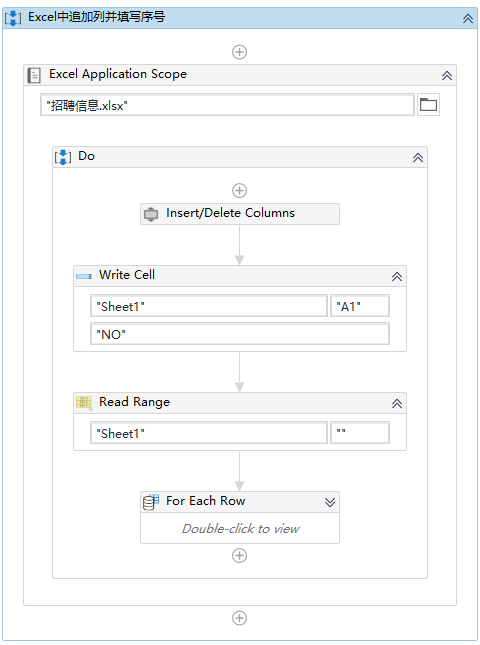 Excel中追加列并填写序号
Excel Application Scope
"招聘信息.xlsx"
Do
Insert/Delete Columns
Write Cell
"Sheet1" "A1"
"NO"
Read Range
"Sheet1" ""
For Each Row
Double-click to view